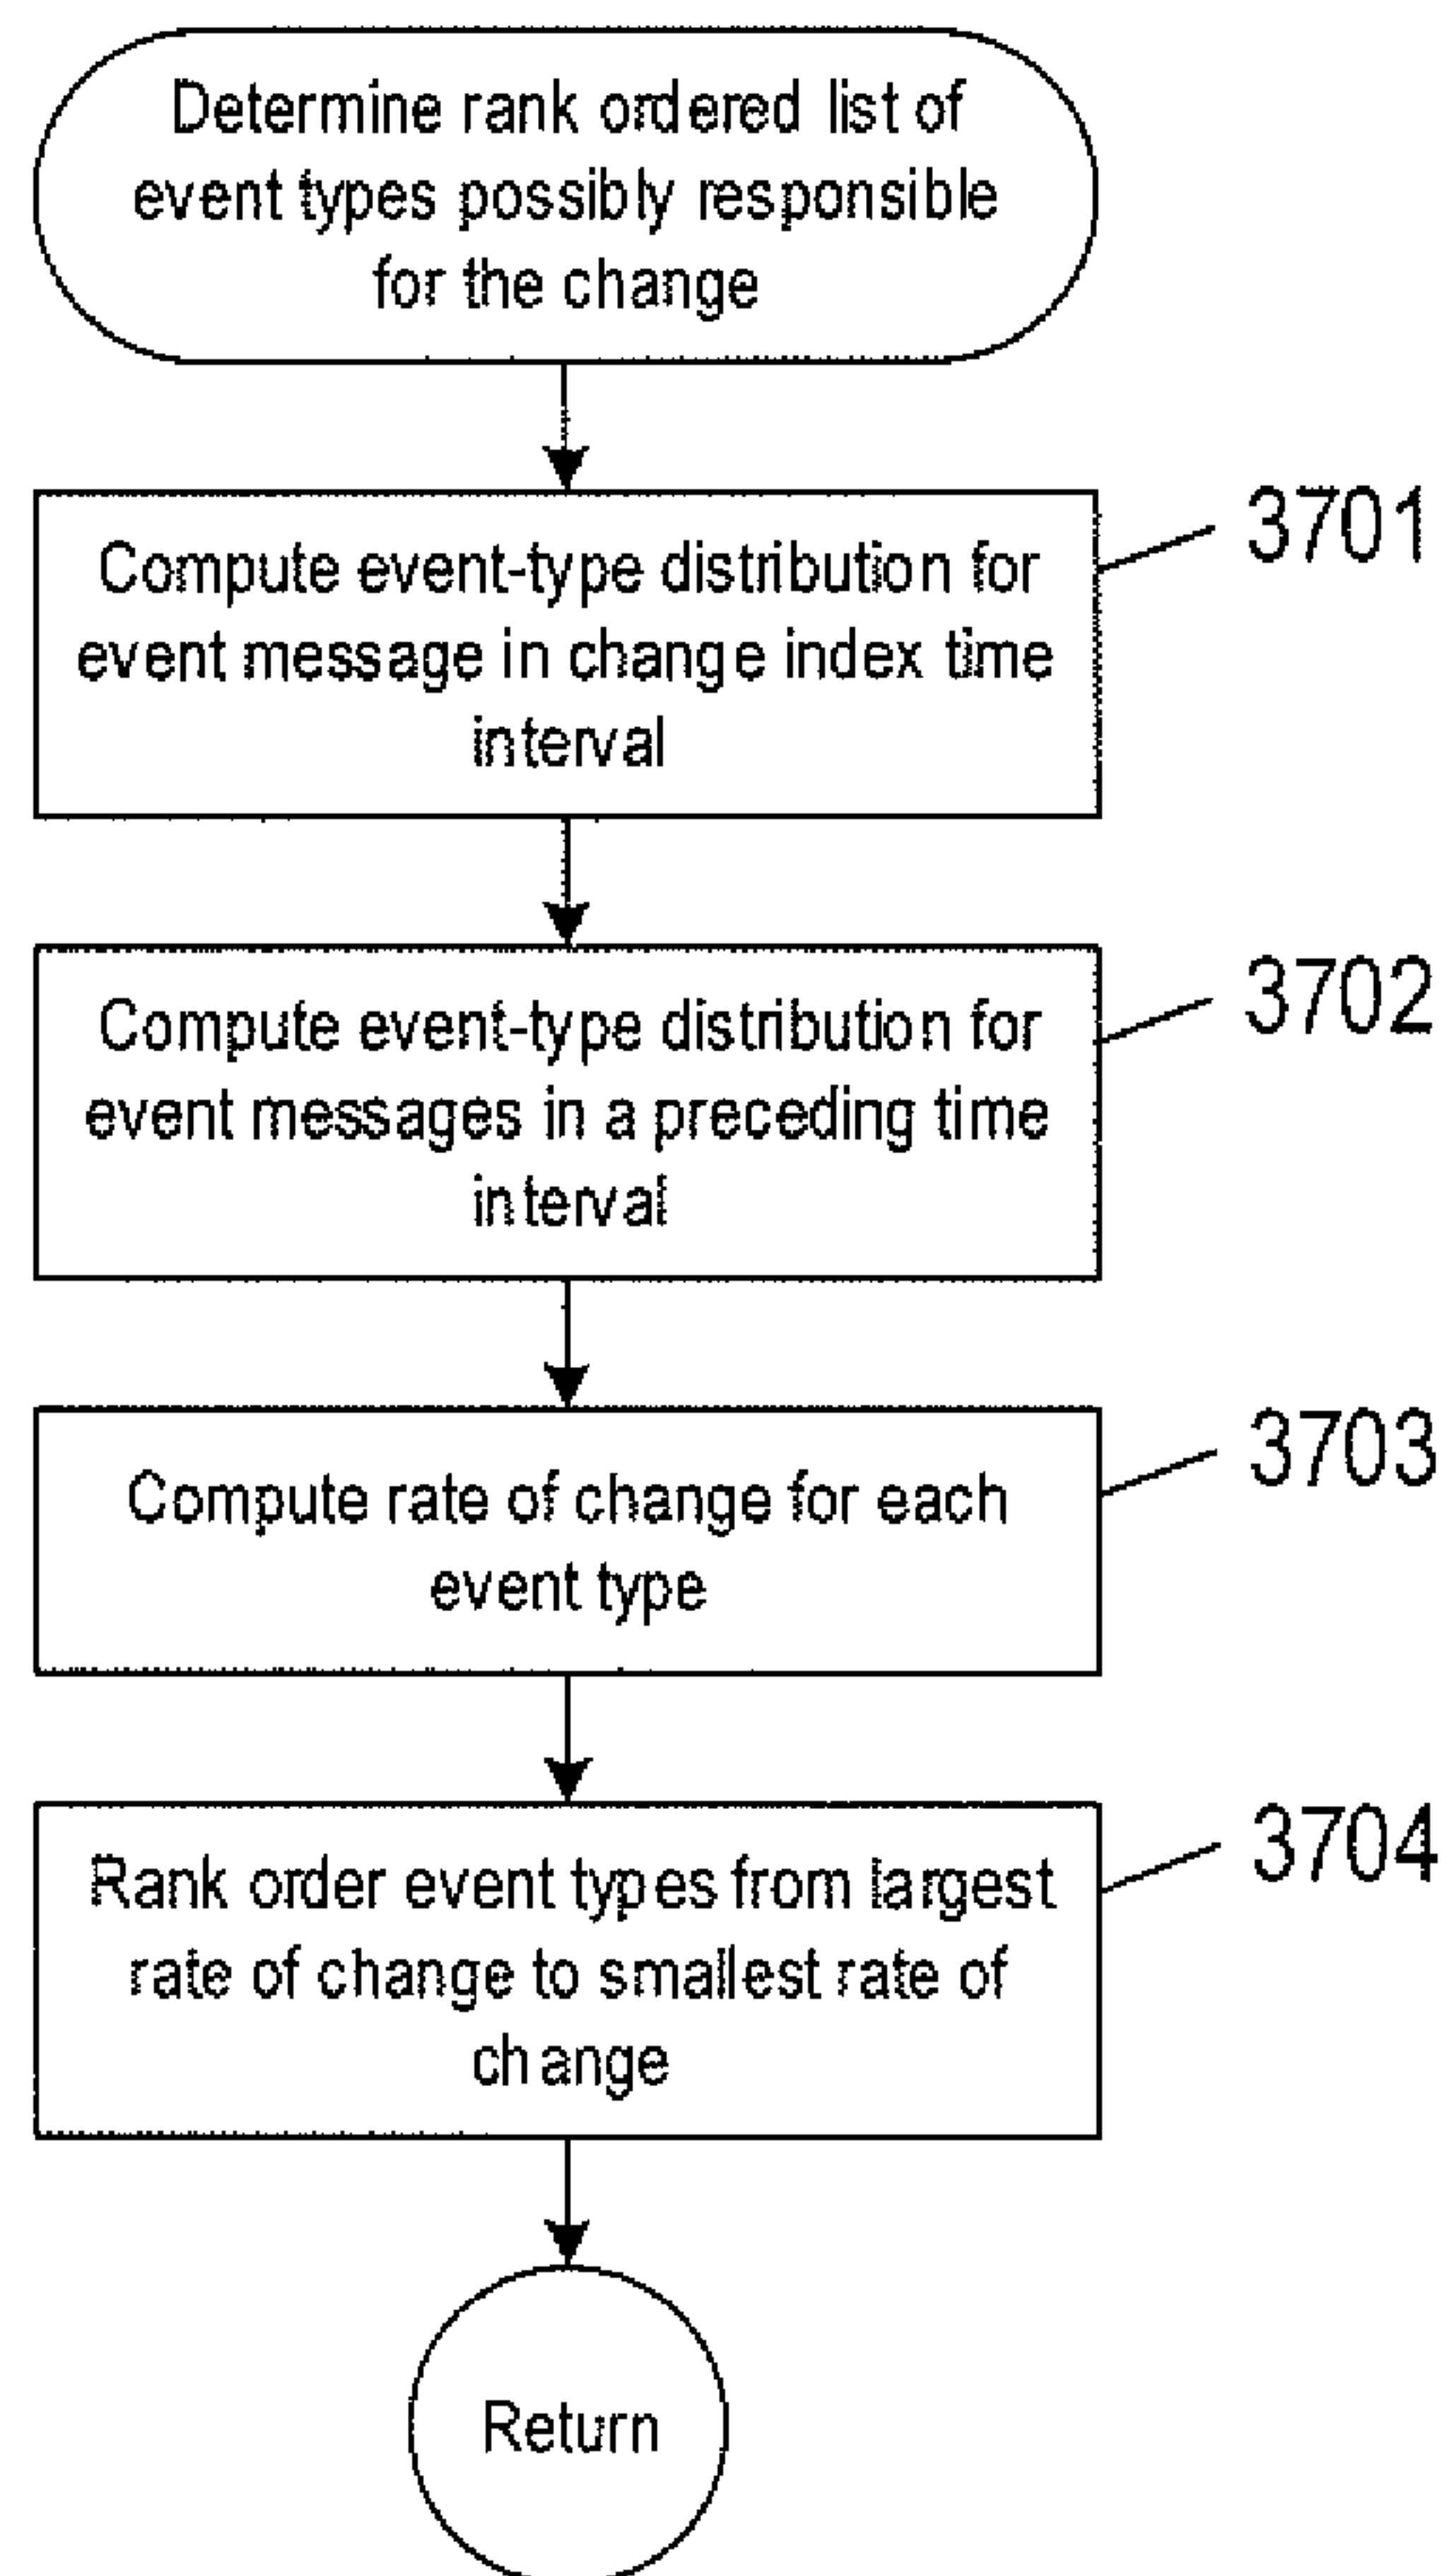 Determine rank ordered list of
event types possibly responsible
for the change
Compute event-type distribution for
event message in change index time
interval
3701
Compute event-type distribution for
event messages in a preceding time
interval
3702
Compute rate of change for each
event type
3703
Rank order event types from largest
rate of change to smallest rate of
change
3704
Return